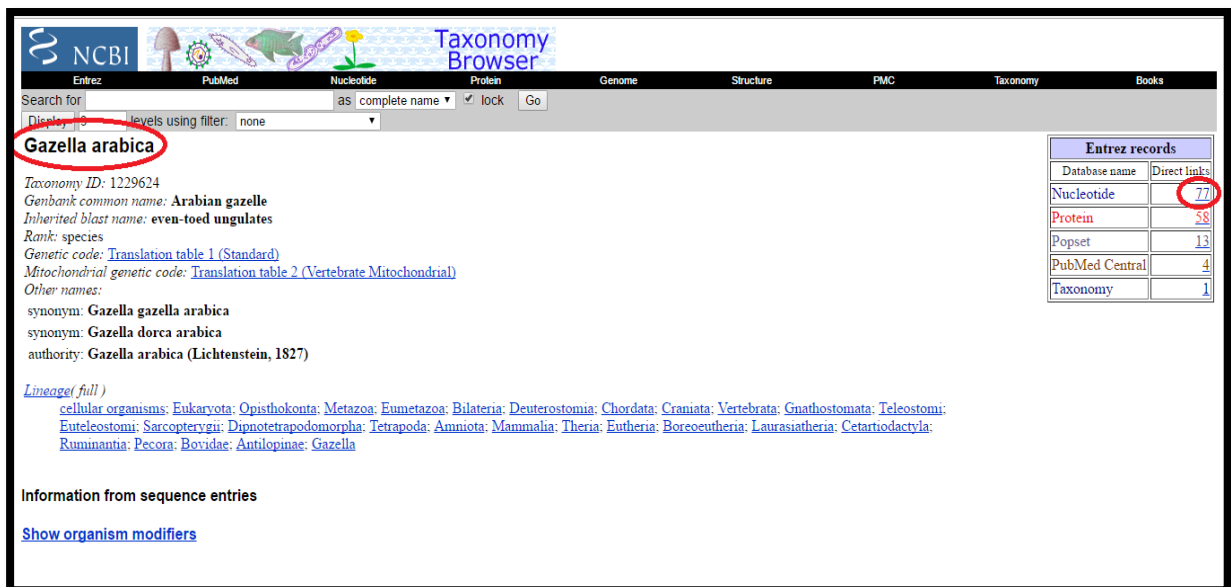 NCBI
Taxonomy
Browser
Entrez PubMed Nucleotide Protein Genome Structure PMC Taxonomy Books
Search for as complete name lock Go
Display levels using filter: none
Gazella arabica
Taxonomy ID: 1229624
Genbank common name: Arabian gazelle
Inherited blast name: even-toed ungulates
Rank: species
Genetic code: Translation table 1 (Standard)
Mitochondrial genetic code: Translation table 2 (Vertebrate Mitochondrial)
Other names:
synonym: Gazella gazella arabica
synonym: Gazella dorca arabica
authority: Gazella arabica (Lichtenstein, 1827)
Lineage( full )
cellular organisms; Eukaryota; Opisthokonta; Metazoa; Eumetazoa; Bilateria; Deuterostomia; Chordata; Craniata; Vertebrata; Gnathostomata; Teleostomi;
Euteleostomi; Sarcopterygii; Dipnotetrapodomorpha; Tetrapoda; Amniota; Mammalia; Theria; Eutheria; Boreoeutheria; Laurasiatheria; Cetartiodactyla;
Ruminantia; Pecora; Bovidae; Antilopinae; Gazella
Information from sequence entries
Show organism modifiers
Entrez records
Database name Direct links
Nucleotide 77
Protein 58
Popset 13
PubMed Central 4
Taxonomy 1